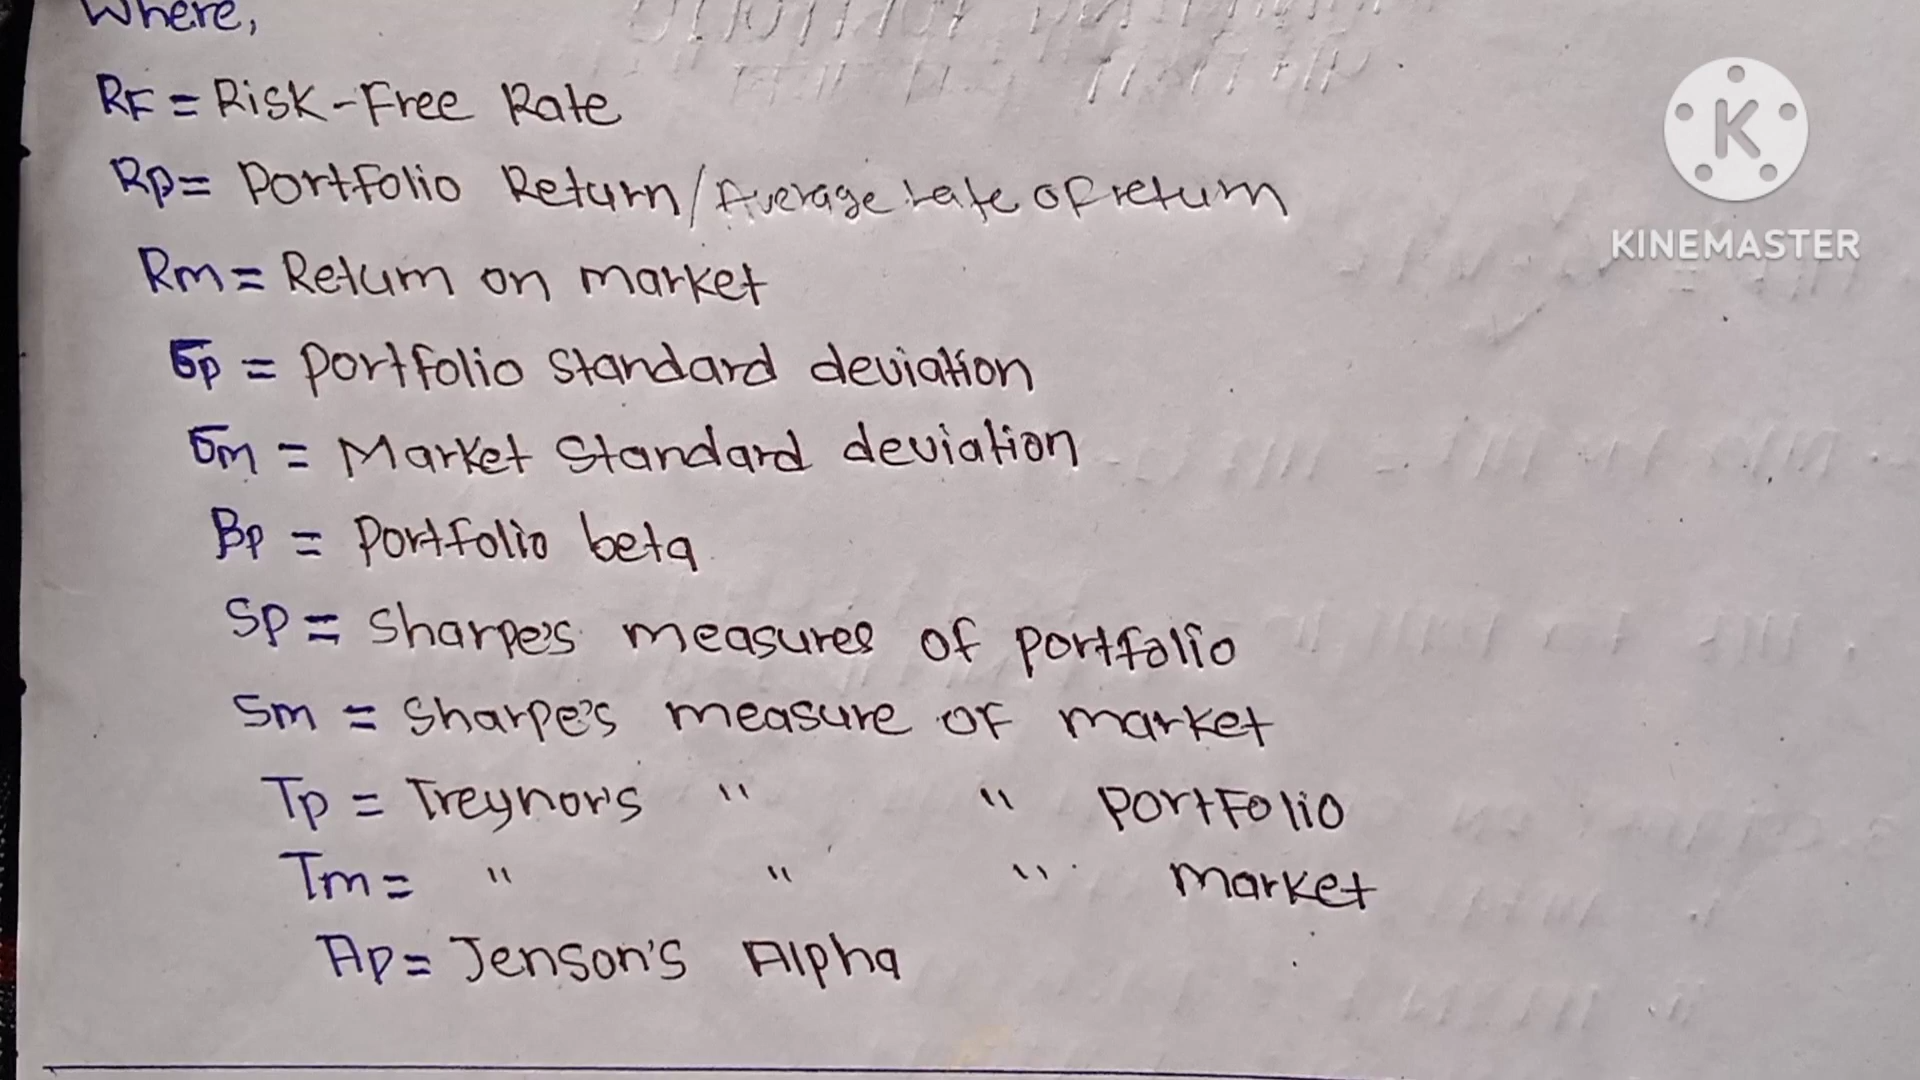 Where,
RF = Risk-Free Rate
Rp = Portfolio Return/Average rate of return
Rm = Return on market
σp = Portfolio Standard deviation
σm = Market Standard deviation
Bp = Portfolio beta
Sp = Sharpe's measures of portfolio
Sm = Sharpe's measure of market
Tp = Treynor's " " Portfolio
Tm = " " " market
Ap = Jenson's Alpha
K
KINEMASTER